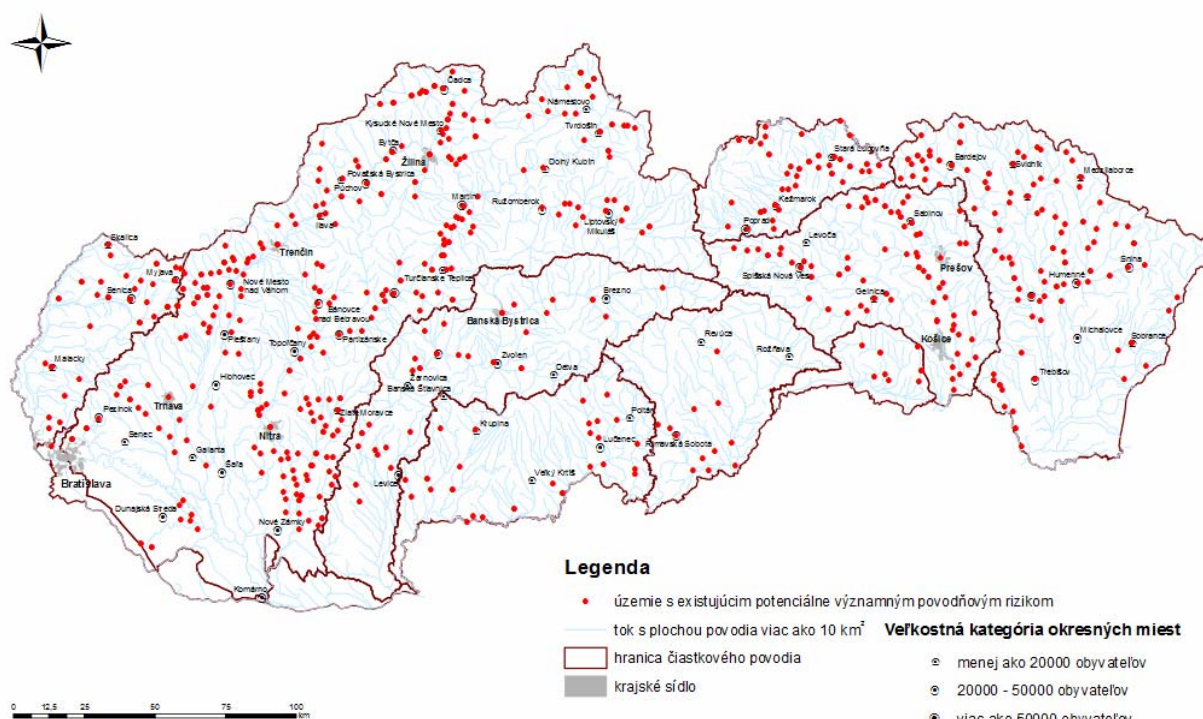 Čadca
Námestovo
Kysucké Nové Mesto
Tvrdošín
Bytča
Stará Ľubovňa
Žilina
Bardejov
Svidník
Dolný Kubín
Považská Bystrica
Medzilaborce
Púchov
Kežmarok
Martin
Ružomberok
Liptovský
Mikuláš
Sabinov
Ilava
Poprad
Skalica
Levoča
Trenčín
Prešov
Myjava
Turčianske Teplice
Spišská Nová Ves
Snina
Senica
Nové Mesto
nad Váhom
Humenné
Brezno
Gelnica
Bánovce
nad Bebravou
Banská Bystrica
Piešťany
Partizánske
Topoľčany
Revúca
Košice
Michalovce
Sobrance
Rožňava
Zvolen
Malacky
Detva
Žarnovica
Trebišov
Hlohovec
Banská Štiavnica
Trnava
Pezinok
Zlaté Moravce
Poltár
Krupina
Nitra
Senec
Lučenec
Rimavská Sobota
Galanta
Šaľa
Bratislava
Levice
Veľký Krtíš
Dunajská Streda
Nové Zámky
Komárno
Legenda
územie s existujúcim potenciálne významným povodňovým rizikom
tok s plochou povodia viac ako 10 km²
hranica čiastkového povodia
krajské sídlo
Veľkostná kategória okresných miest
menej ako 20000 obyvateľov
20000 - 50000 obyvateľov
viac ako 50000 obyvateľov
0 12,5 25 50 75 100
km